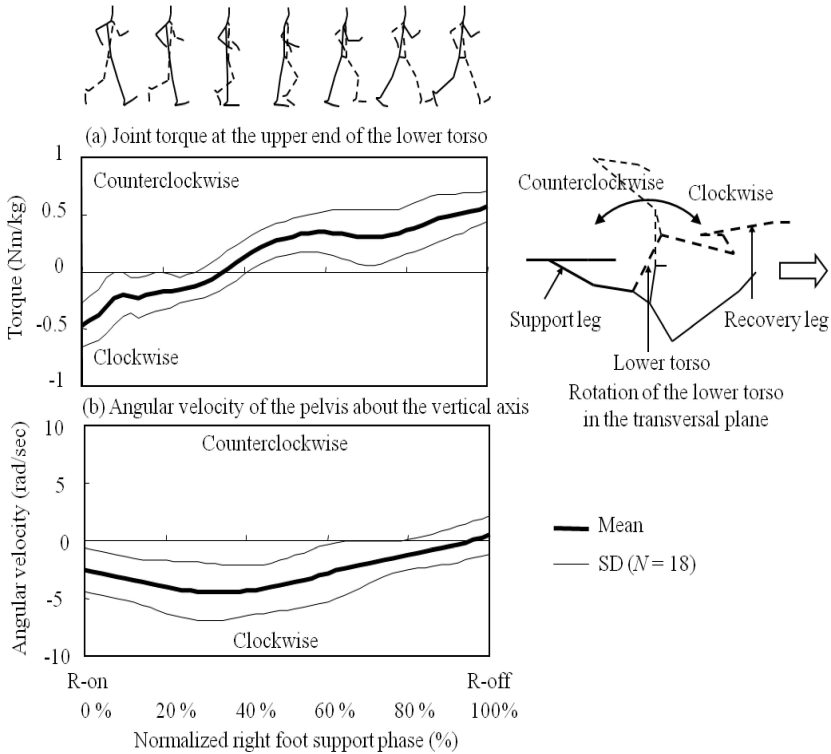 (a) Joint torque at the upper end of the lower torso
1
0.5
0
-0.5
-1
Torque (Nm/kg)
Counterclockwise
Clockwise
Counterclockwise
Clockwise
Support leg
Recovery leg
Lower torso
Rotation of the lower torso
in the transversal plane
(b) Angular velocity of the pelvis about the vertical axis
10
5
0
-5
-10
Angular velocity (rad/sec)
Counterclockwise
Clockwise
Mean
SD (N = 18)
R-on R-off
0 % 20 % 40 % 60 % 80 % 100%
Normalized right foot support phase (%)